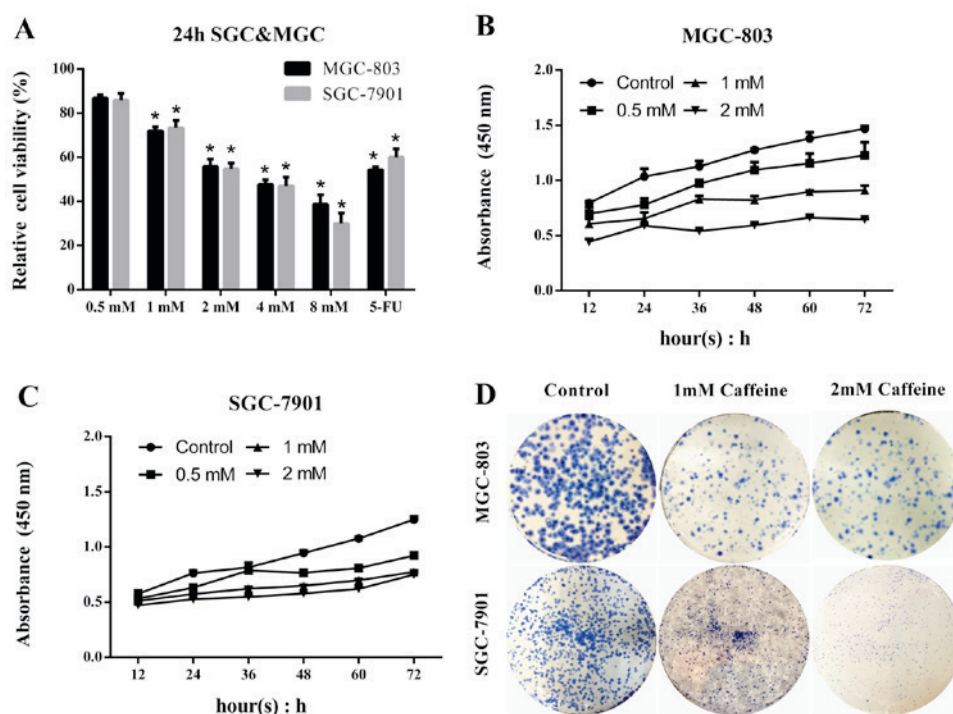 A
24h SGC&MGC
MGC-803
SGC-7901
Relative cell viability (%)
100
80
60
40
20
0
* * * * * * * * * *
0.5 mM 1 mM 2 mM 4 mM 8 mM 5-FU
B
MGC-803
Control 1 mM
0.5 mM 2 mM
Absorbance (450 nm)
2.0
1.5
1.0
0.5
0.0
12 24 36 48 60 72
hour(s) : h
C
SGC-7901
Control 1 mM
0.5 mM 2 mM
Absorbance (450 nm)
2.0
1.5
1.0
0.5
0.0
12 24 36 48 60 72
hour(s) : h
D
Control 1mM Caffeine 2mM Caffeine
MGC-803
SGC-7901